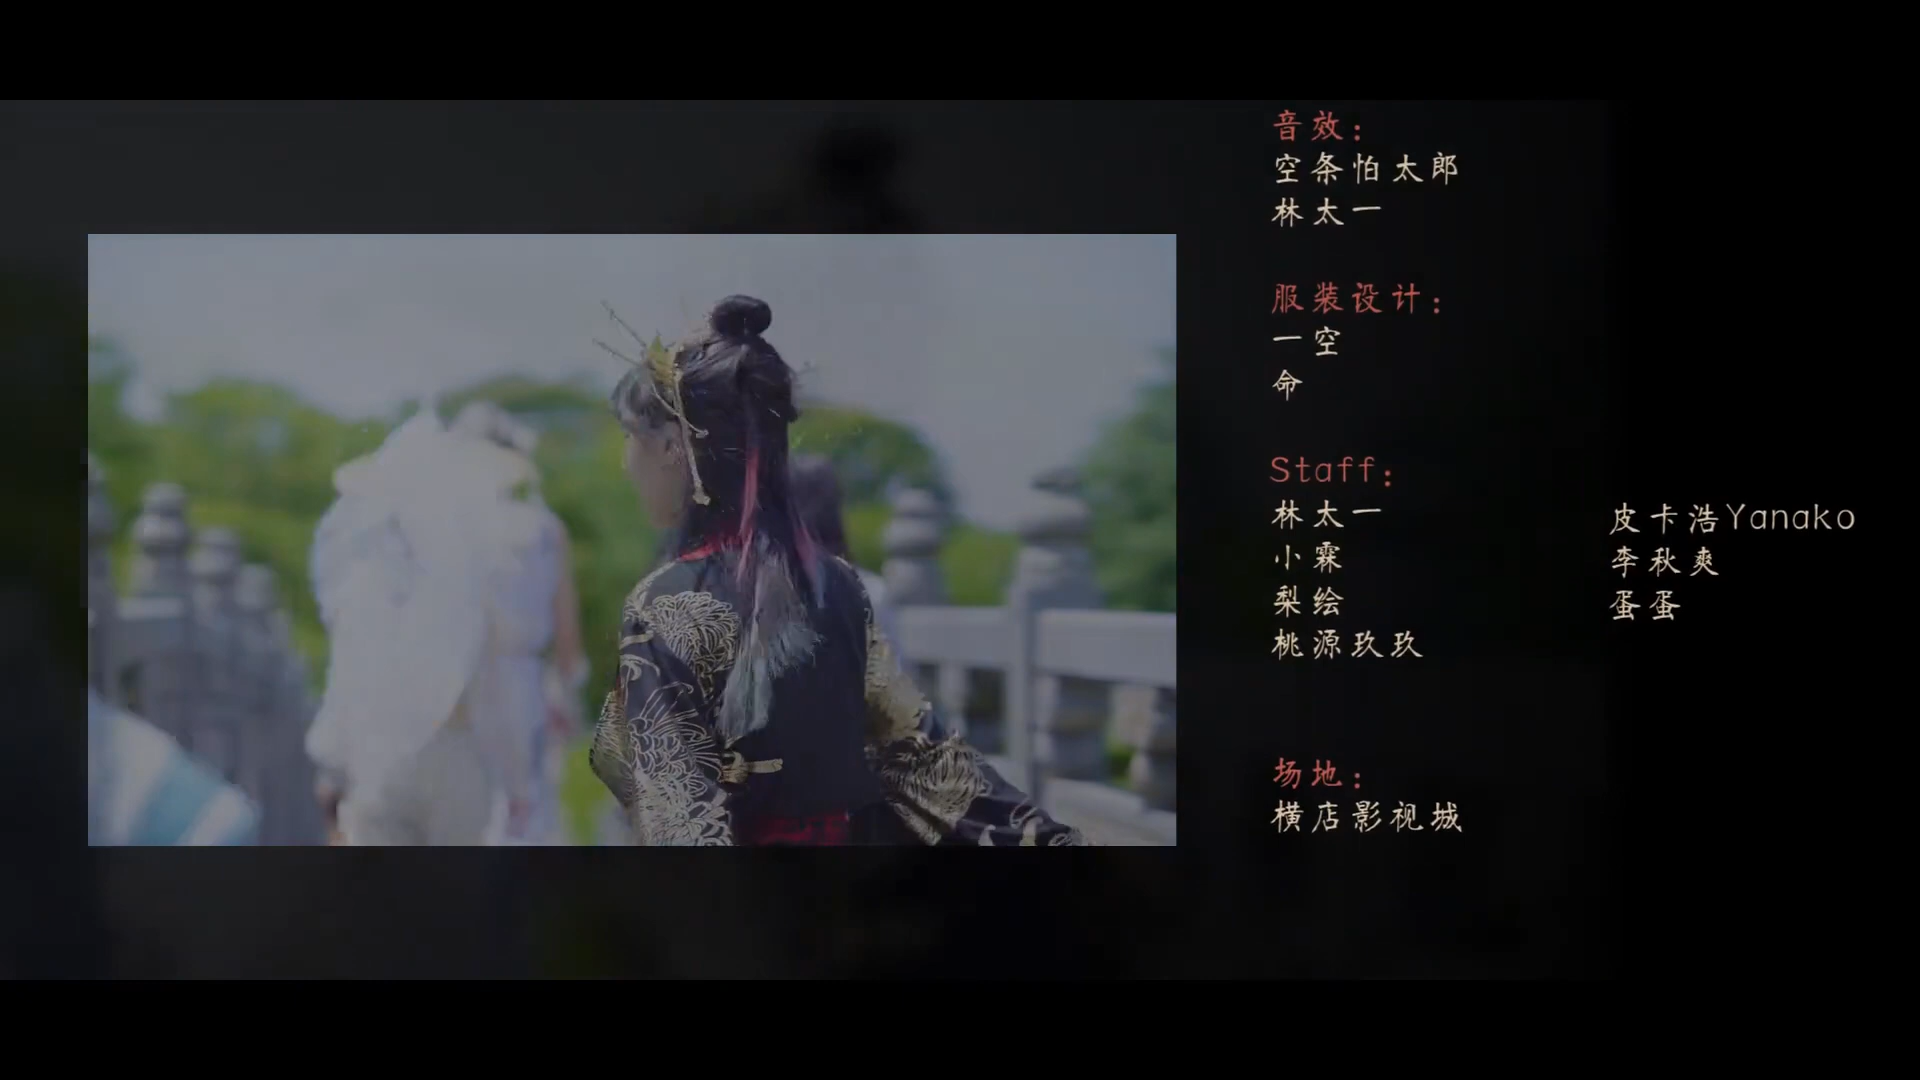 音效：
空条怕太郎
林太一
服装设计：
一空
命
Staff：
林太一
小霖
梨绘
桃源玖玖
皮卡浩Yanako
李秋爽
蛋蛋
场地：
横店影视城